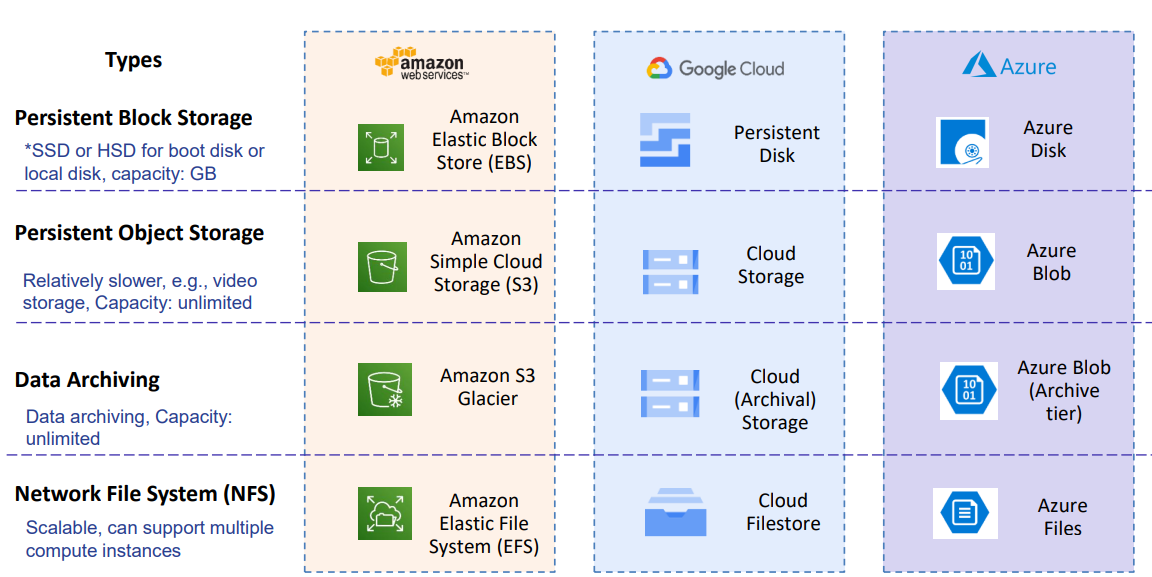 Types
amazon
web services™
Google Cloud
Azure
Persistent Block Storage
*SSD or HSD for boot disk or
local disk, capacity: GB
Amazon
Elastic Block
Store (EBS)
Persistent
Disk
Azure
Disk
Persistent Object Storage
Relatively slower, e.g., video
storage, Capacity: unlimited
Amazon
Simple Cloud
Storage (S3)
Cloud
Storage
10
01
Azure
Blob
Data Archiving
Data archiving, Capacity:
unlimited
Amazon S3
Glacier
Cloud
(Archival)
Storage
10
01
Azure Blob
(Archive
tier)
Network File System (NFS)
Scalable, can support multiple
compute instances
Amazon
Elastic File
System (EFS)
Cloud
Filestore
Azure
Files